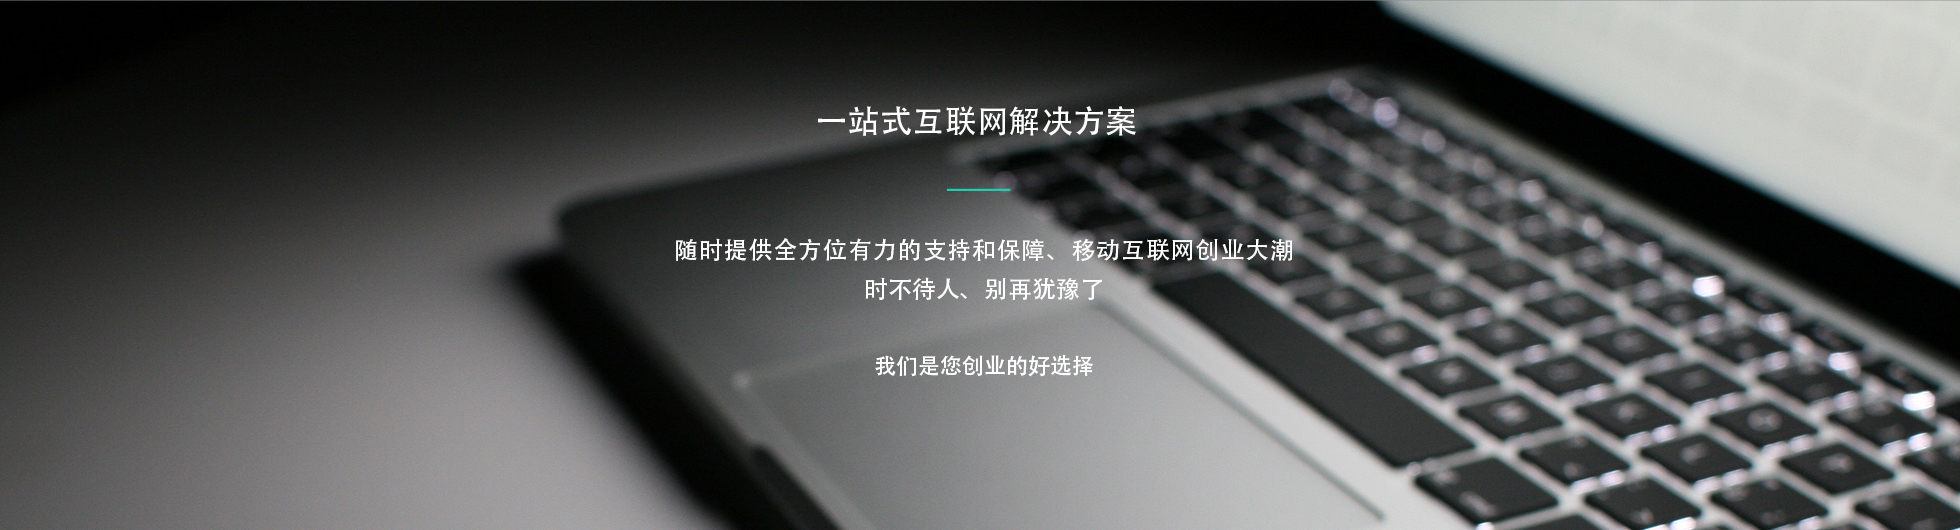 一站式互联网解决方案
随时提供全方位有力的支持和保障、移动互联网创业大潮
时不待人、别再犹豫了
我们是您创业的好选择